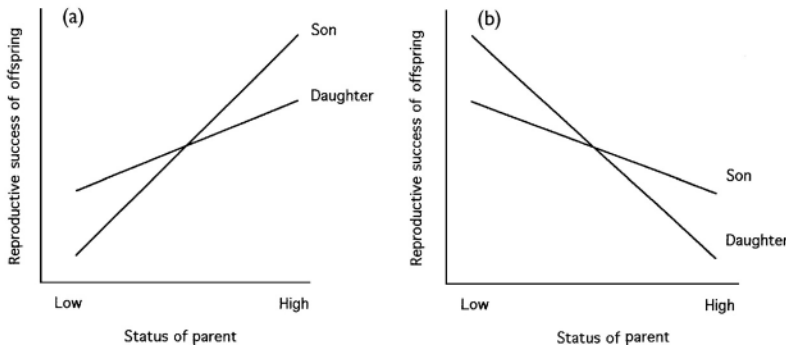 (a)
Reproductive success of offspring
Son
Daughter
Low
High
Status of parent
(b)
Reproductive success of offspring
Son
Daughter
Low
High
Status of parent